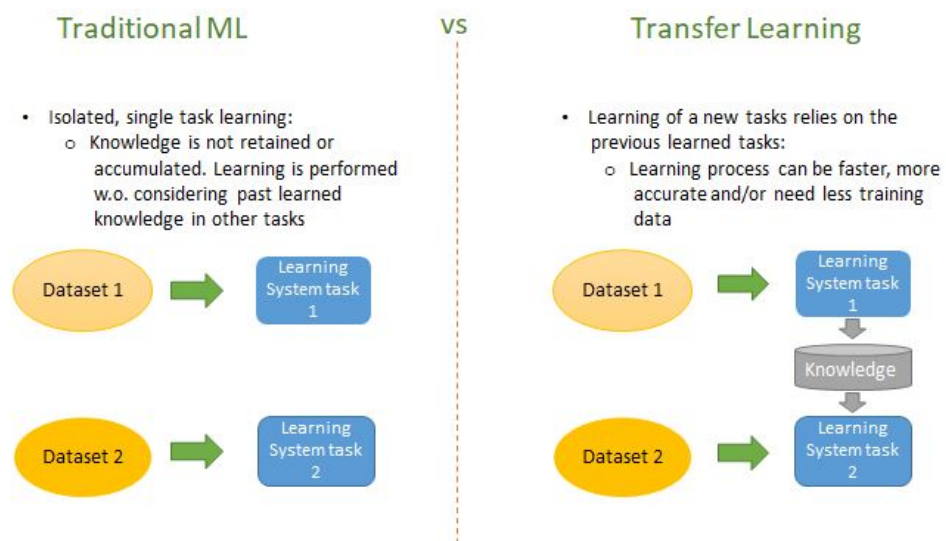 Traditional ML
vs
Transfer Learning
• Isolated, single task learning:
o Knowledge is not retained or
accumulated. Learning is performed
w.o. considering past learned
knowledge in other tasks
• Learning of a new tasks relies on the
previous learned tasks:
o Learning process can be faster, more
accurate and/or need less training
data
Dataset 1
Learning
System task
1
Dataset 2
Learning
System task
2
Dataset 1
Learning
System task
1
Knowledge
Dataset 2
Learning
System task
2